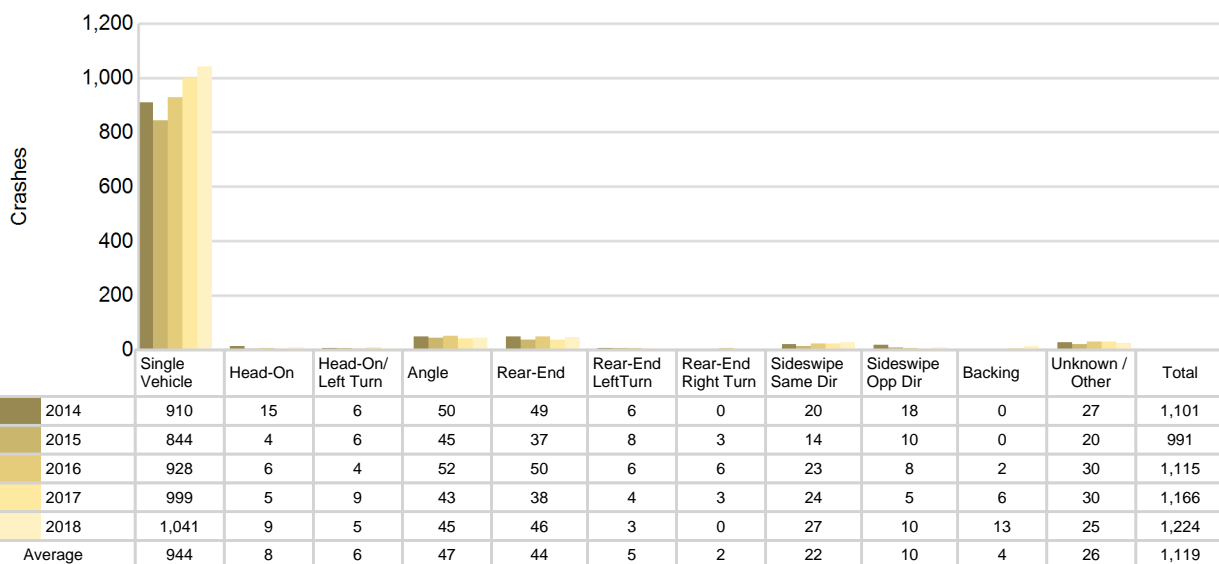 1,200
1,000
800
600
400
200
0
Crashes
Single Vehicle Head-On Head-On/ Left Turn Angle Rear-End Rear-End LeftTurn Rear-End Right Turn Sideswipe Same Dir Sideswipe Opp Dir Backing Unknown / Other Total
2014 910 15 6 50 49 6 0 20 18 0 27 1,101
2015 844 4 6 45 37 8 3 14 10 0 20 991
2016 928 6 4 52 50 6 6 23 8 2 30 1,115
2017 999 5 9 43 38 4 3 24 5 6 30 1,166
2018 1,041 9 5 45 46 3 0 27 10 13 25 1,224
Average 944 8 6 47 44 5 2 22 10 4 26 1,119